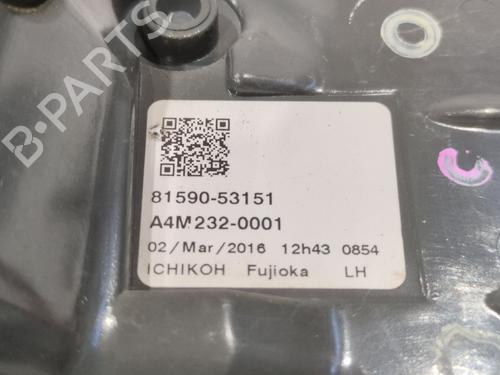 B-PARTS
81590-53151
A4M232-0001
02/Mar/2016 12h43 0854
ICHIKOH Fujioka LH